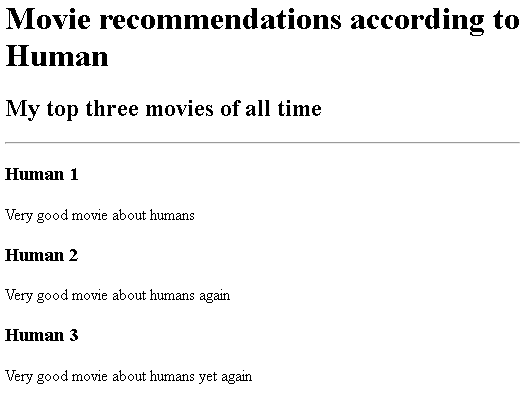 Movie recommendations according to
Human
My top three movies of all time
Human 1
Very good movie about humans
Human 2
Very good movie about humans again
Human 3
Very good movie about humans yet again